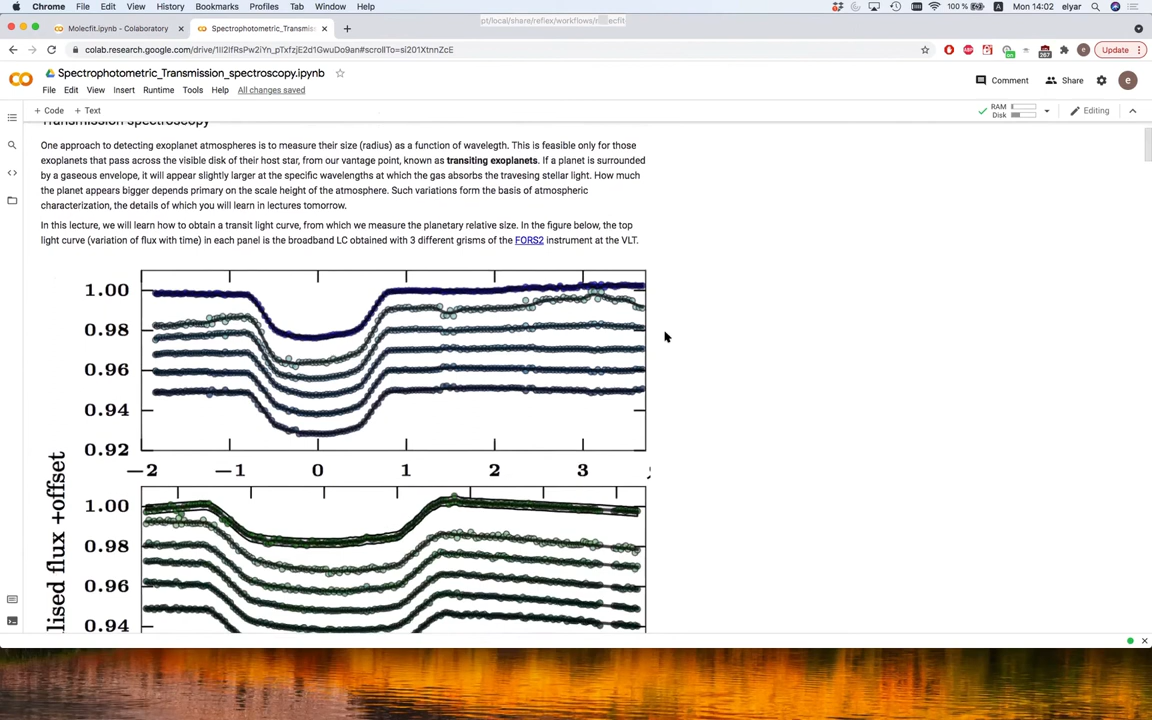 Chrome File Edit View History Bookmarks Profiles Tab Window Help
100 % Mon 14:02 elyar
Molecfit.ipynb - Colaboratory
Spectrophotometric_Transmiss
colab.research.google.com/drive/
Update
Spectrophotometric_Transmission_spectroscopy.ipynb
Comment Share
File Edit View Insert Runtime Tools Help All changes saved
+ Code + Text
RAM
Disk
Editing
Transmission spectroscopy
One approach to detecting exoplanet atmospheres is to measure their size (radius) as a function of wavelegth. This is feasible only for those
exoplanets that pass across the visible disk of their host star, from our vantage point, known as transiting exoplanets. If a planet is surrounded
by a gaseous envelope, it will appear slightly larger at the specific wavelengths at which the gas absorbs the travesing stellar light. How much
the planet appears bigger depends primary on the scale height of the atmosphere. Such variations form the basis of atmospheric
characterization, the details of which you will learn in lectures tomorrow.
In this lecture, we will learn how to obtain a transit light curve, from which we measure the planetary relative size. In the figure below, the top
light curve (variation of flux with time) in each panel is the broadband LC obtained with 3 different grisms of the FORS2 instrument at the VLT.
1.00
0.98
0.96
0.94
0.92
−2 −1 0 1 2 3
1.00
0.98
0.96
0.94
lised flux +offset